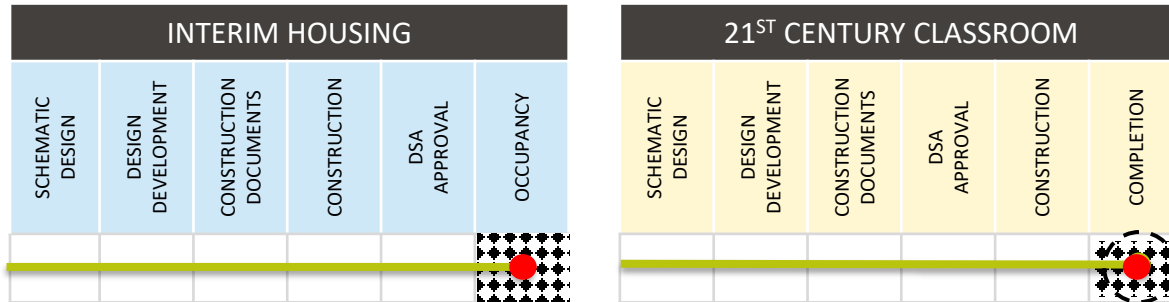 INTERIM HOUSING
SCHEMATIC
DESIGN
DESIGN
DEVELOPMENT
CONSTRUCTION
DOCUMENTS
CONSTRUCTION
DSA
APPROVAL
OCCUPANCY
21ST CENTURY CLASSROOM
SCHEMATIC
DESIGN
DESIGN
DEVELOPMENT
CONSTRUCTION
DOCUMENTS
DSA
APPROVAL
CONSTRUCTION
COMPLETION